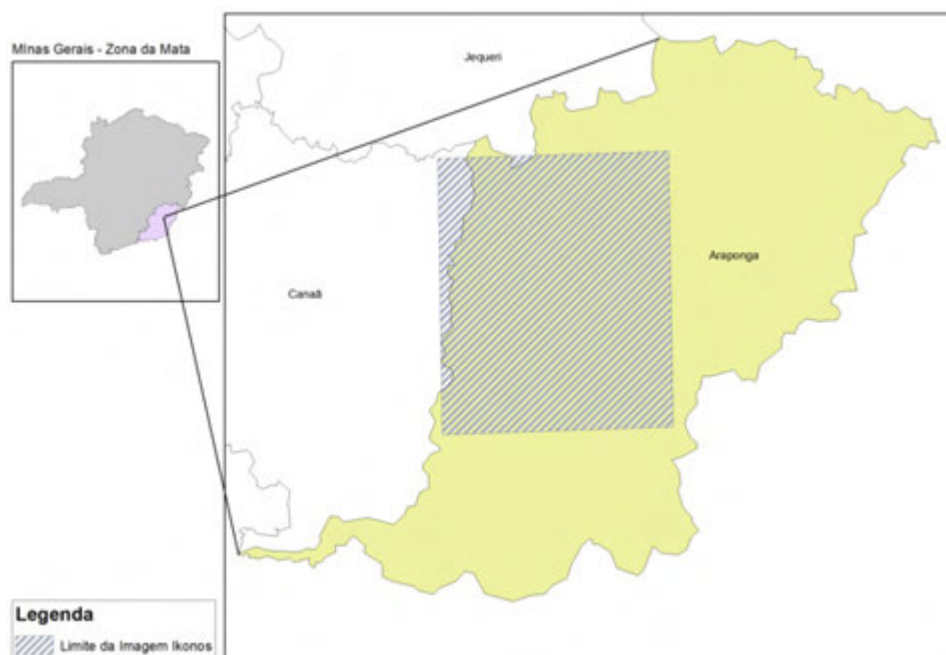 MInas Gerais - Zona da Mata
Jequeri
Araponga
Canaã
Legenda
Limite da Imagem Ikonos